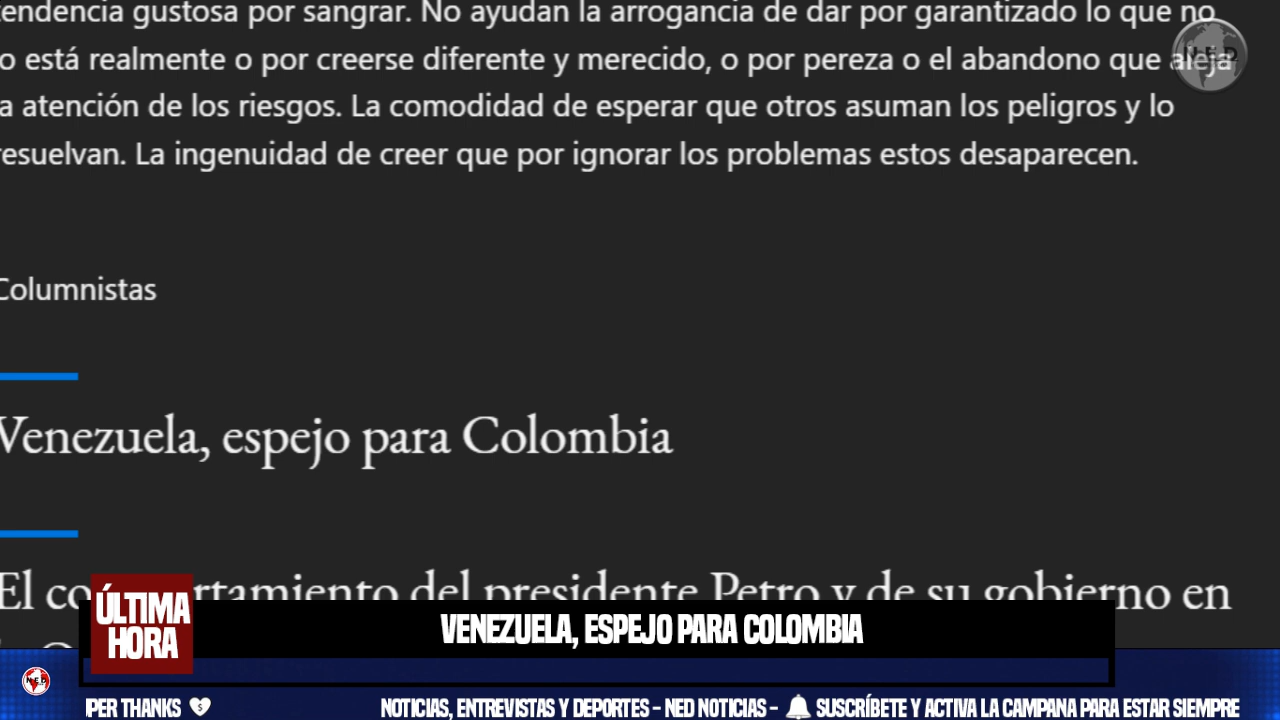 tendencia gustosa por sangrar. No ayudan la arrogancia de dar por garantizado lo que no
lo está realmente o por creerse diferente y merecido, o por pereza o el abandono que aleja
la atención de los riesgos. La comodidad de esperar que otros asuman los peligros y lo
resuelvan. La ingenuidad de creer que por ignorar los problemas estos desaparecen.
NED
Columnistas
Venezuela, espejo para Colombia
El co rtamiento del presidente Petro y de su gobierno en
ÚLTIMA
HORA
VENEZUELA, ESPEJO PARA COLOMBIA
NED
PER THANKS
NOTICIAS, ENTREVISTAS Y DEPORTES - NED NOTICIAS - SUSCRÍBETE Y ACTIVA LA CAMPANA PARA ESTAR SIEMPRE